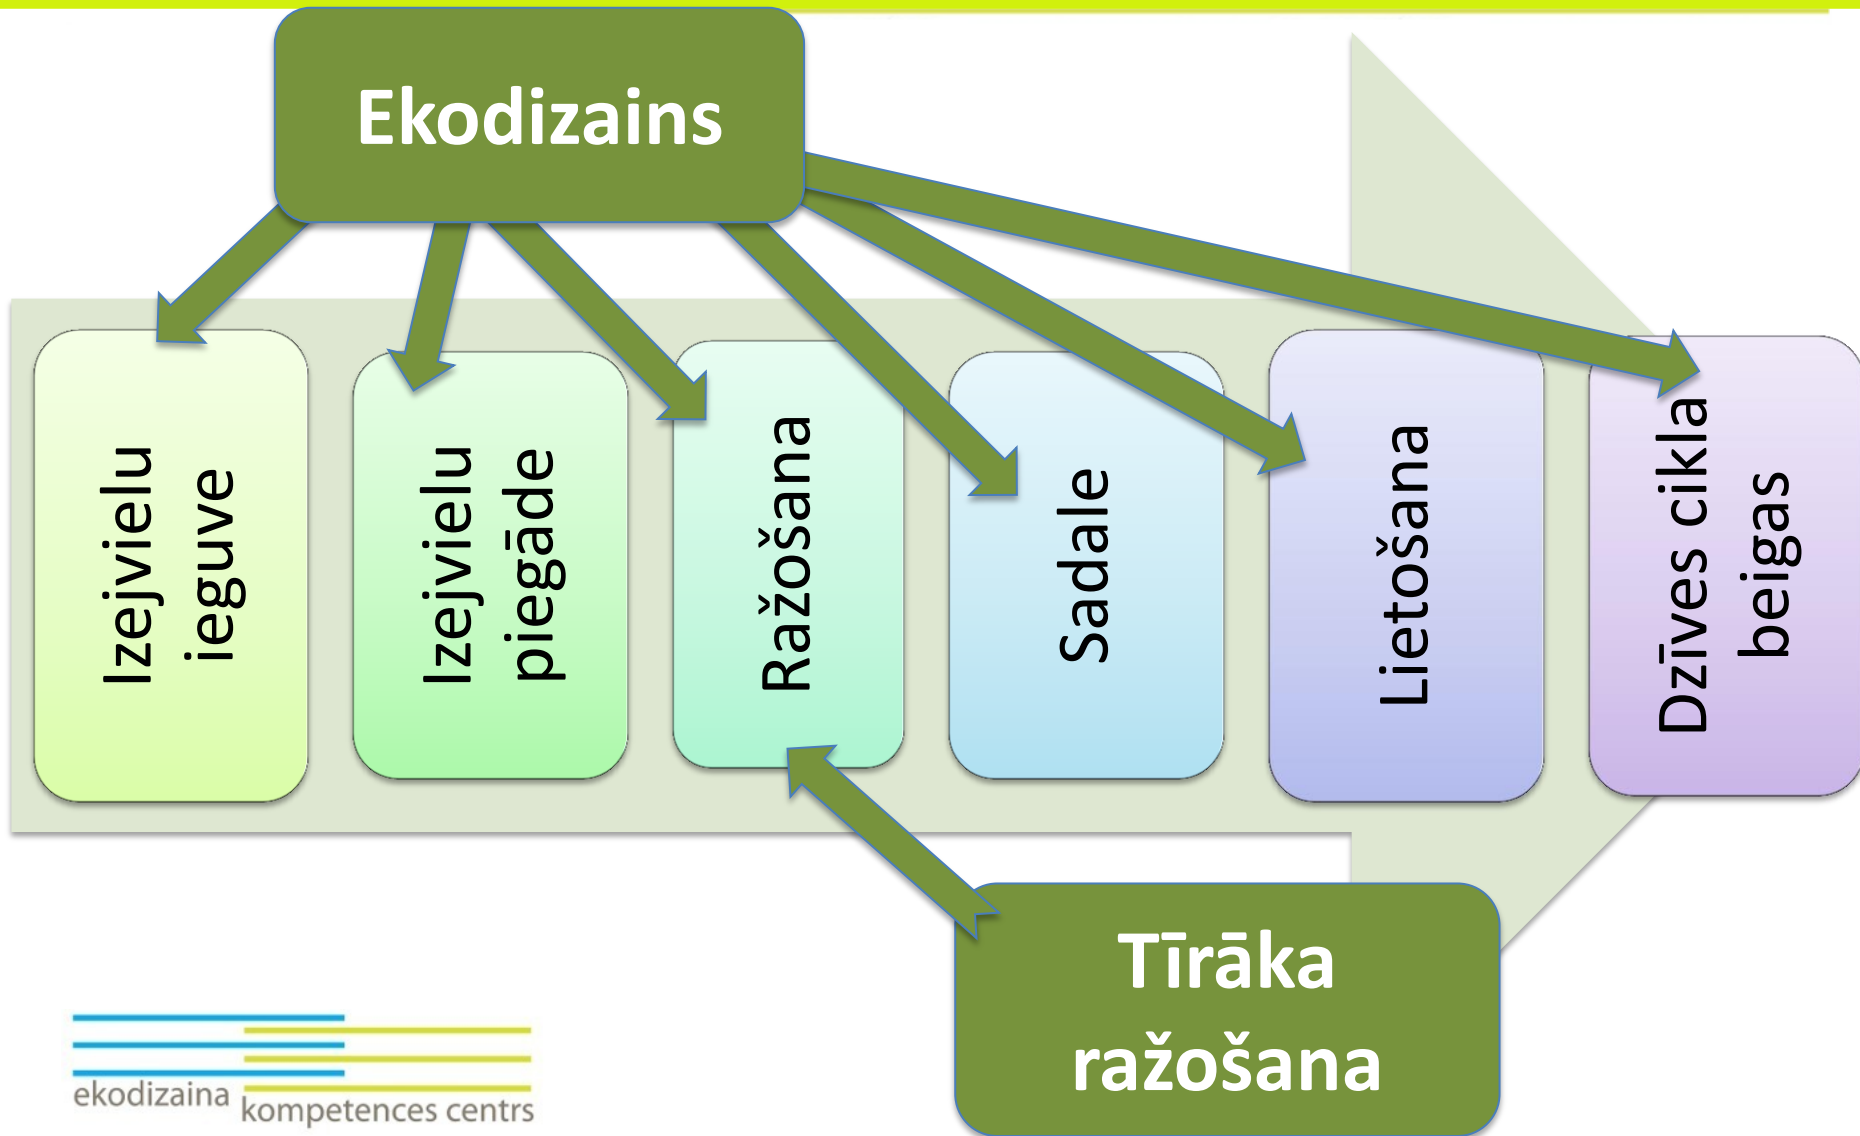 Ekodizains
Izejvielu
ieguve
Izejvielu
piegāde
Ražošana
Sadale
Lietošana
Dzīves cikla
beigas
Tīrāka
ražošana
ekodizaina
kompetences centrs